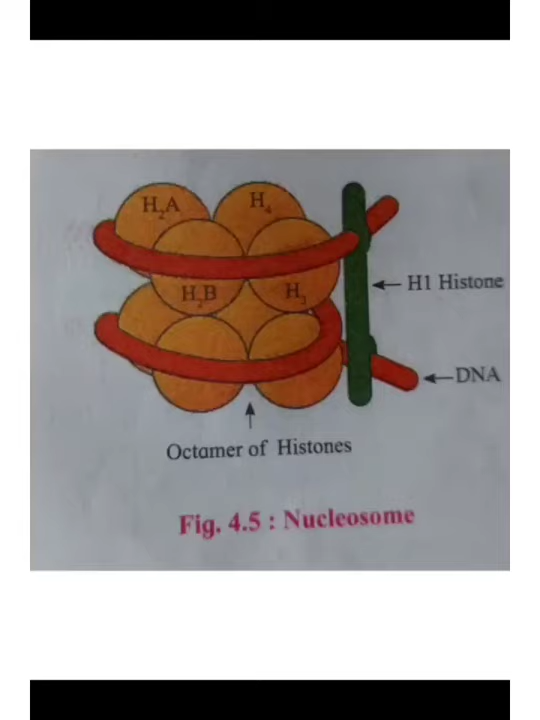 H₂A
H₄
H₂B
H₃
H1 Histone
DNA
Octamer of Histones
Fig. 4.5 : Nucleosome